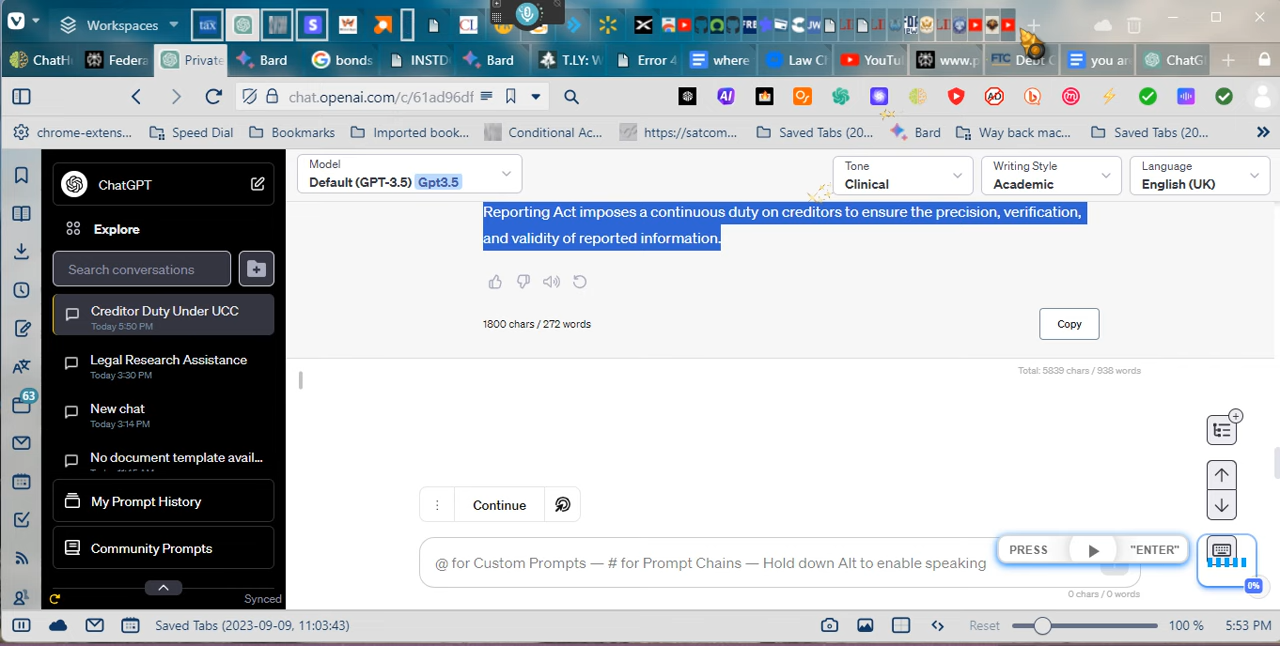 Workspaces
tax
S
CI
FRE
JW
ChatH
Federa
Private
Bard
bond
INSTD
Bard
T.LY: W
Error 4
where
Law Cl
YouTu
www.p
FTC Debt C
you ar
ChatG
chat.openai.com/c/61ad96df
chrome-extens...
Speed Dial
Bookmarks
Imported book...
Conditional Ac...
https://satcom...
Saved Tabs (20...
Bard
Way back mac...
Saved Tabs (20...
ChatGPT
Explore
Search conversations
Creditor Duty Under UCC
Today 5:50 PM
Legal Research Assistance
Today 3:30 PM
New chat
Today 3:14 PM
No document template avail...
My Prompt History
Community Prompts
Synced
63
Model
Default (GPT-3.5) Gpt3.5
Tone
Clinical
Writing Style
Academic
Language
English (UK)
Reporting Act imposes a continuous duty on creditors to ensure the precision, verification,
and validity of reported information.
1800 chars / 272 words
Copy
Total: 5839 chars / 938 words
Continue
@ for Custom Prompts — # for Prompt Chains — Hold down Alt to enable speaking
PRESS
"ENTER"
0%
0 chars / 0 words
Saved Tabs (2023-09-09, 11:03:43)
Reset
100 %
5:53 PM